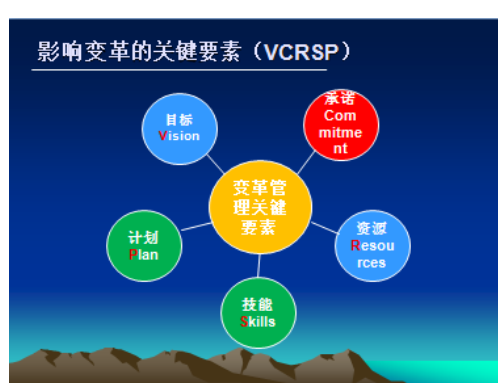 影响变革的关键要素（VCRSP）
目标
Vision
承诺
Com
mitme
nt
变革管
理关键
要素
计划
Plan
资源
Resou
rces
技能
Skills